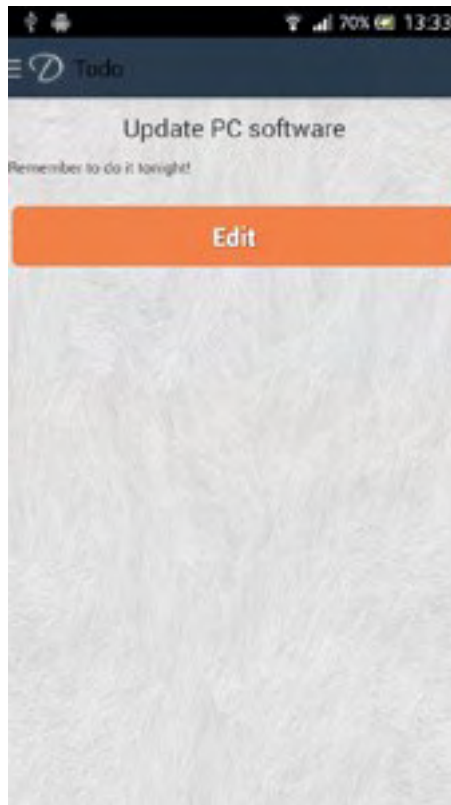 70% 13:33
Todo
Update PC software
Remember to do it tonight!
Edit